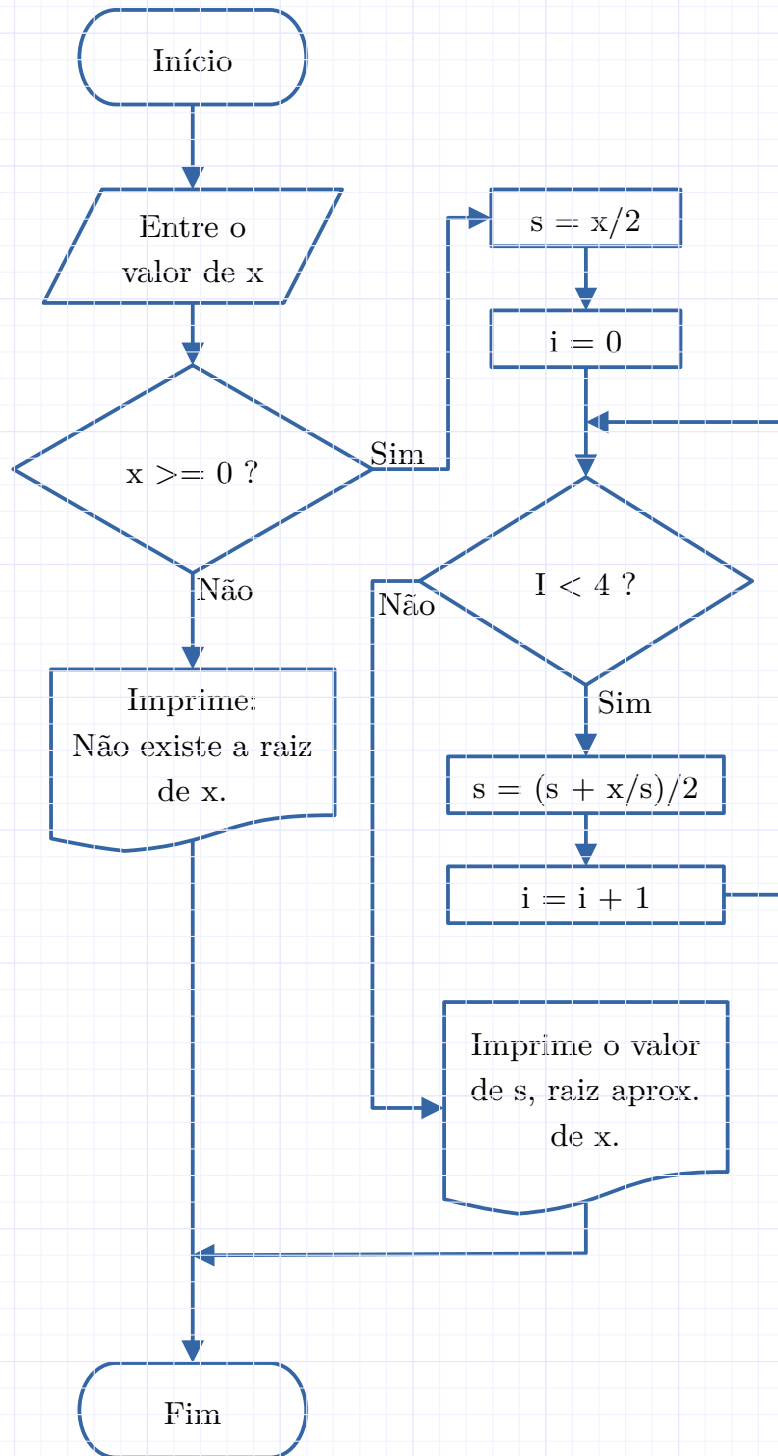 Início
Entre o
valor de x
x >= 0 ?
Sim
Não
Imprime:
Não existe a raiz
de x.
s = x/2
i = 0
I < 4 ?
Não
Sim
s = (s + x/s)/2
i = i + 1
Imprime o valor
de s, raiz aprox.
de x.
Fim